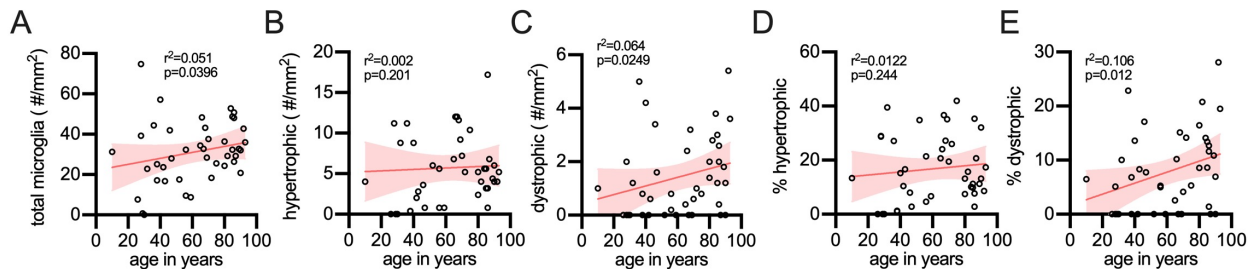 A
total microglia ( #/mm²)
80
60
40
20
0
r²=0.051
p=0.0396
0 20 40 60 80 100
age in years
B
hypertrophic ( #/mm²)
20
15
10
5
0
r²=0.002
p=0.201
0 20 40 60 80 100
age in years
C
dystrophic ( #/mm²)
6
4
2
0
r²=0.064
p=0.0249
0 20 40 60 80 100
age in years
D
% hypertrophic
60
40
20
0
r²=0.0122
p=0.244
0 20 40 60 80 100
age in years
E
% dystrophic
30
20
10
0
r²=0.106
p=0.012
0 20 40 60 80 100
age in years